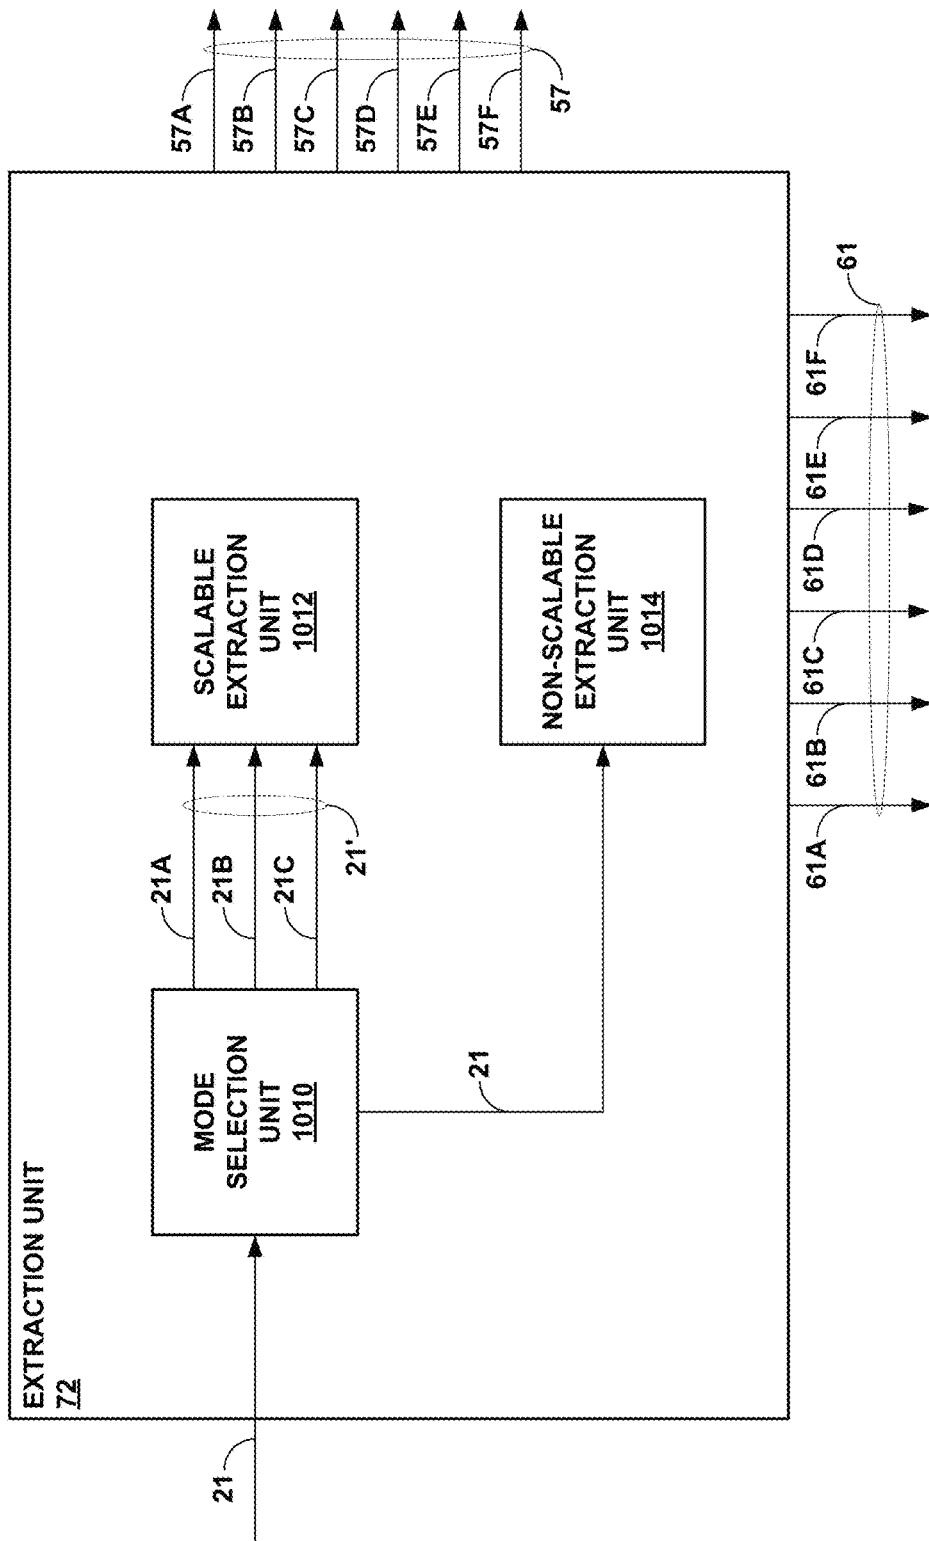 EXTRACTION UNIT
72
21
MODE
SELECTION
UNIT
1010
21A
21B
21C
21'
21
SCALABLE
EXTRACTION
UNIT
1012
NON-SCALABLE
EXTRACTION
UNIT
1014
57A
57B
57C
57D
57E
57F
57
61A
61B
61C
61D
61E
61F
61